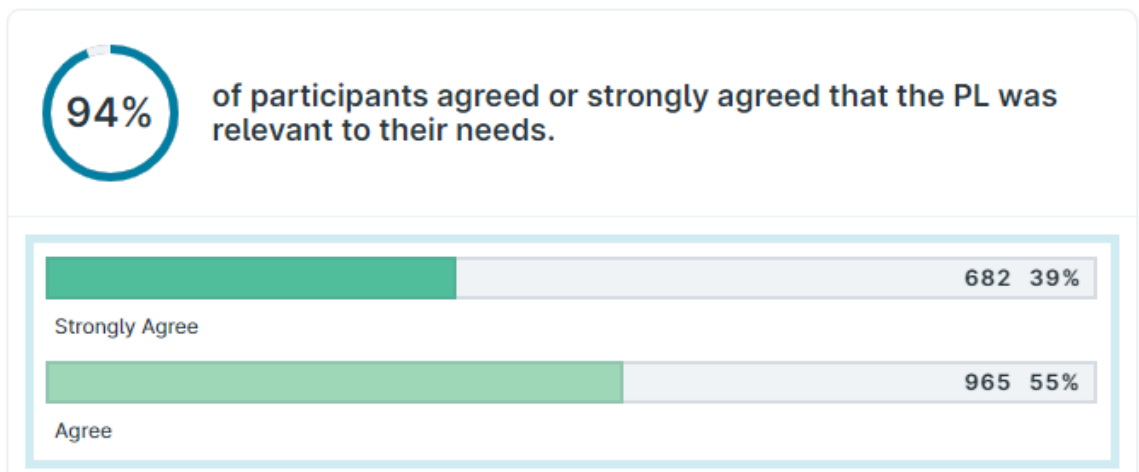 94%
of participants agreed or strongly agreed that the PL was
relevant to their needs.
682 39%
Strongly Agree
965 55%
Agree